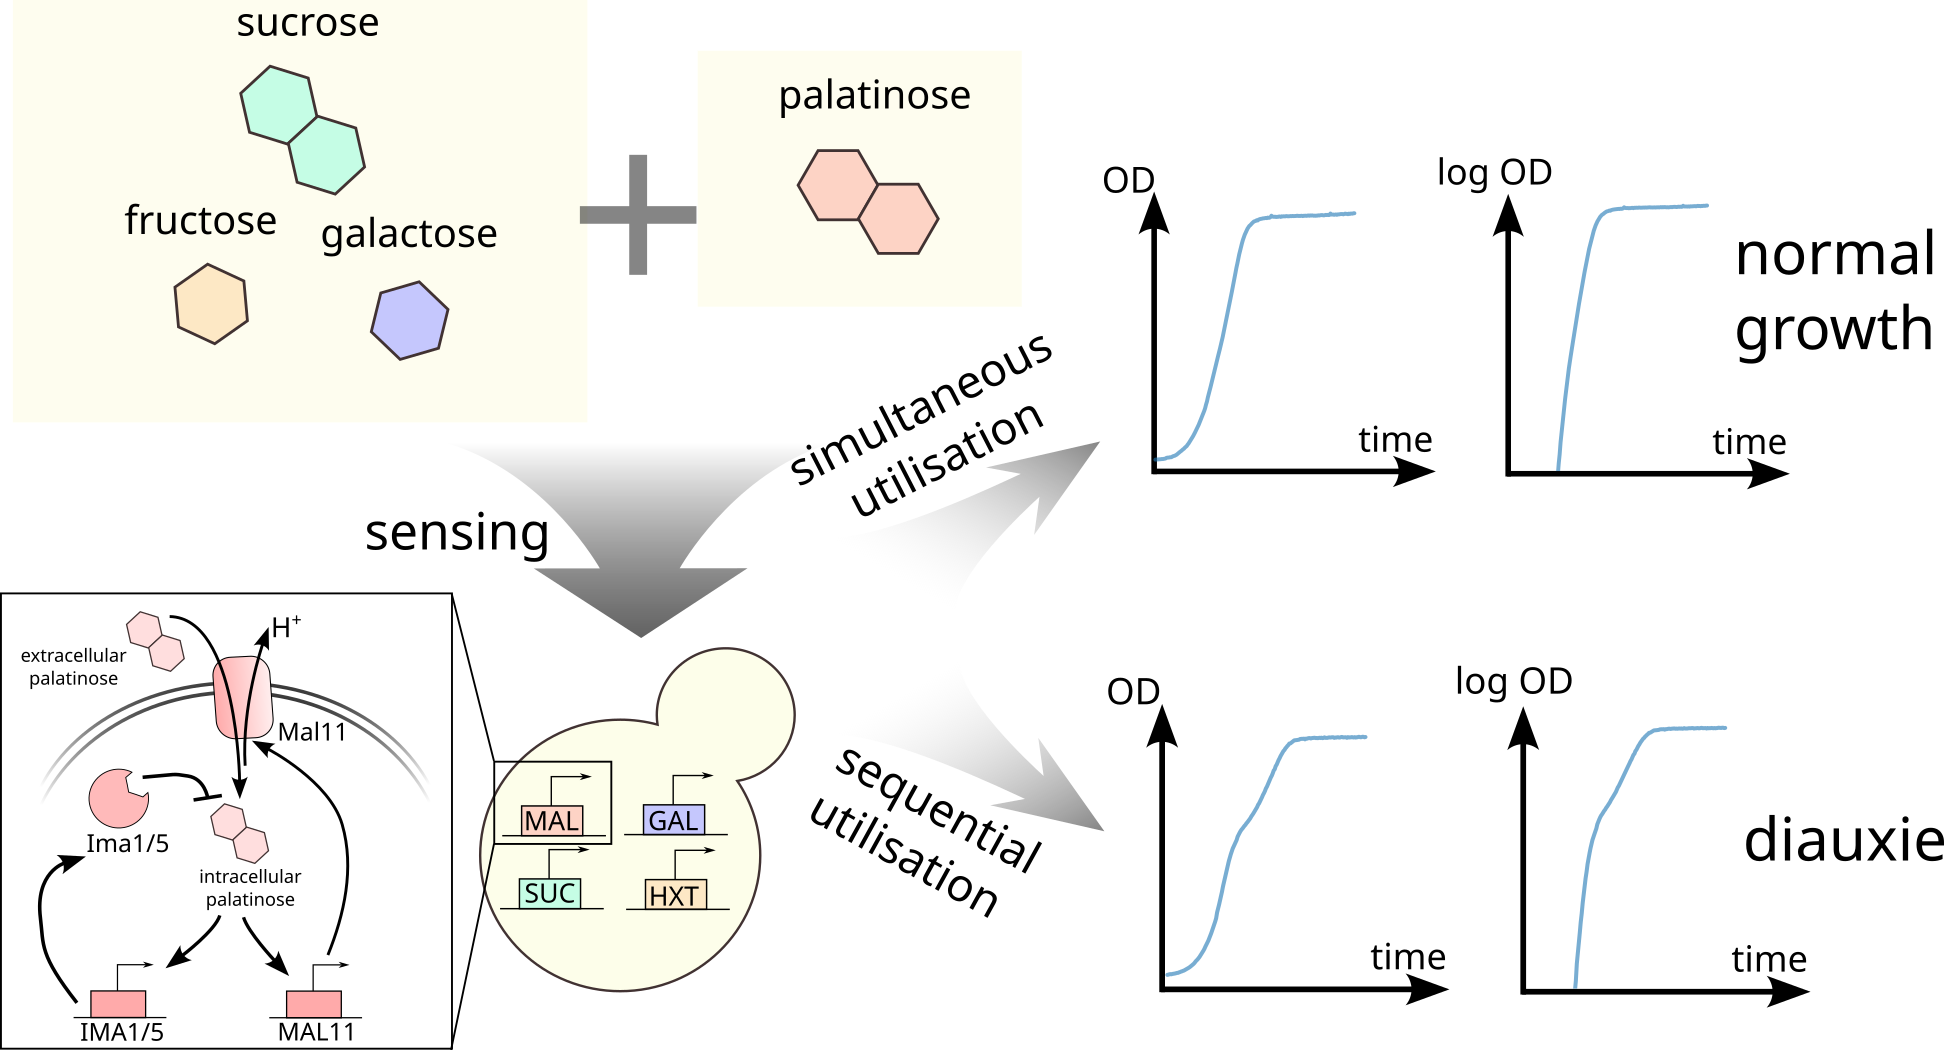 sucrose
fructose
galactose
palatinose
simultaneous
utilisation
sensing
OD
time
log OD
time
normal
growth
extracellular
palatinose
H⁺
Mal11
Ima1/5
intracellular
palatinose
IMA1/5
MAL11
MAL
GAL
SUC
HXT
sequential
utilisation
OD
time
log OD
time
diauxie